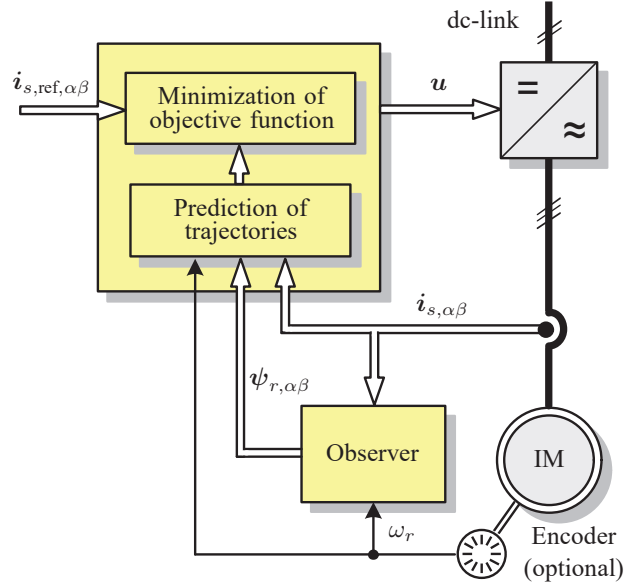 dc-link
i_{s,ref,αβ}
Minimization of
objective function
u
=
≈
Prediction of
trajectories
i_{s,αβ}
ψ_{r,αβ}
Observer
IM
ω_r
Encoder
(optional)